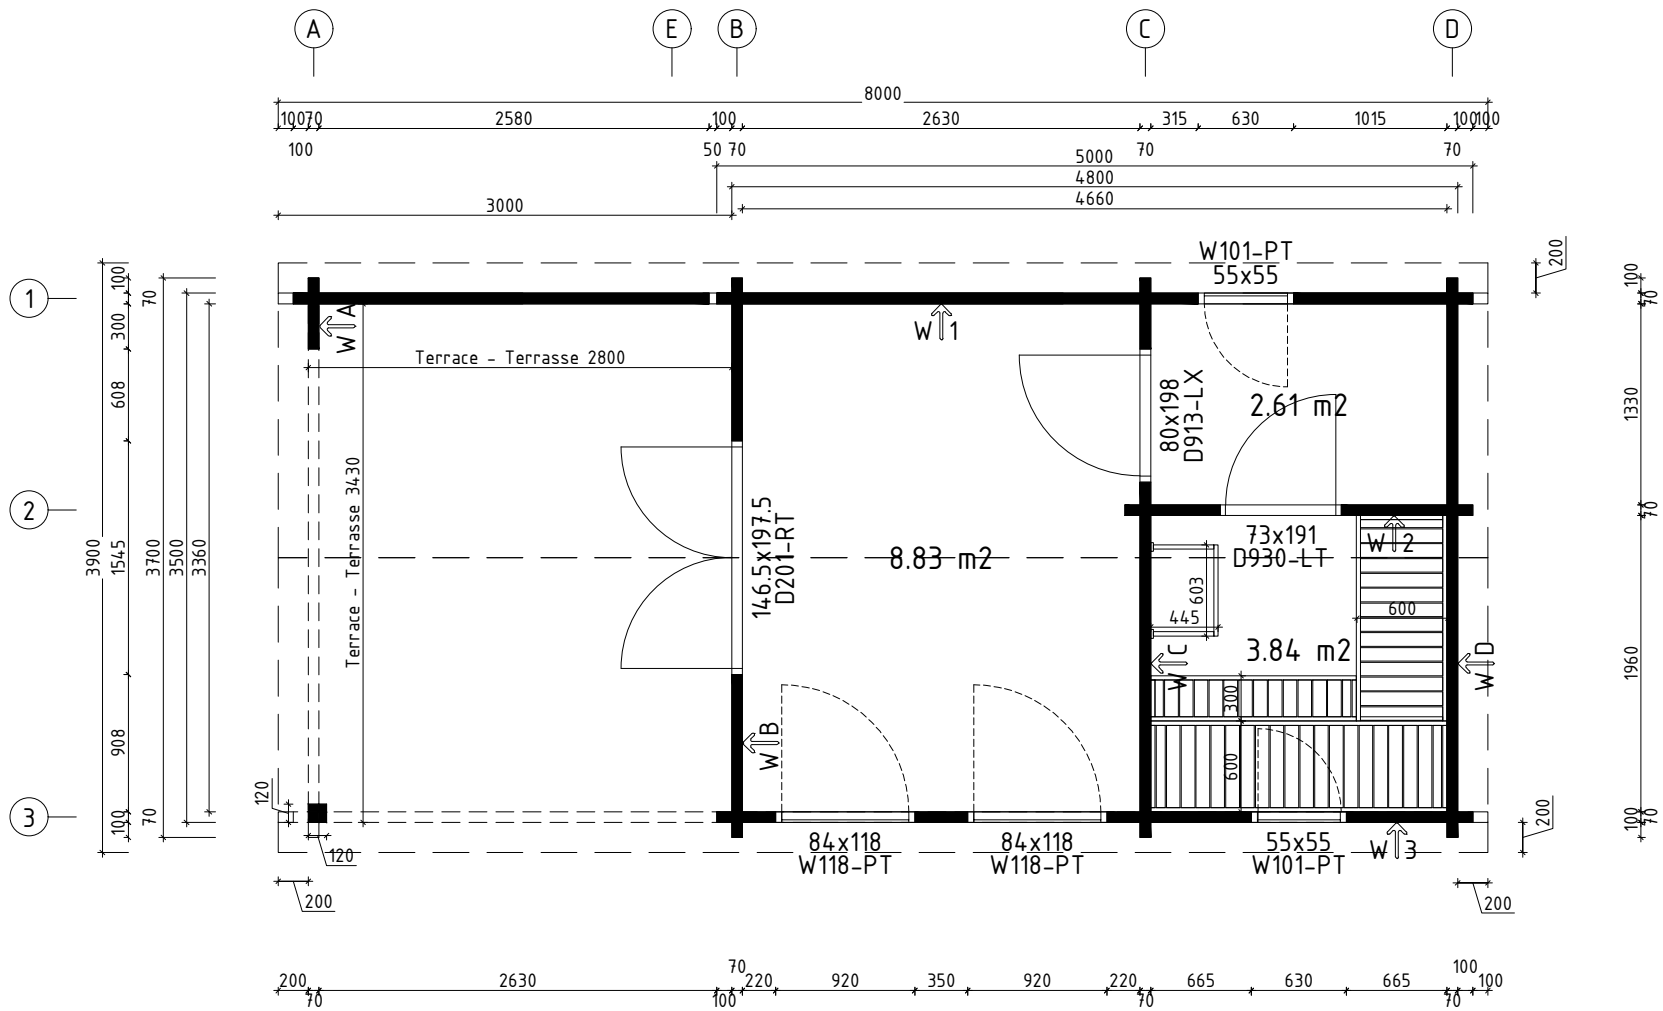 A E B C D
8000
100 70 2580 100 2630 315 630 1015 100 100
100 50 70 70 70
5000
4800
3000 4660
W101-PT
55x55
200
1
100
70
300
608
1545
908
100
70
3900
3700
3500
3360
100
70
1330
70
1960
100
70
W A
W 1
Terrace - Terrasse 2800
80x198
D913-LX
2.61 m2
2
Terrace - Terrasse 3430
146.5x197.5
D201-RT
8.83 m2
73x191
D930-LT
W 2
603
445
600
3.84 m2
W C
W D
300
W B
600
120
3
120
200
84x118
W118-PT
84x118
W118-PT
55x55
W101-PT
W 3
200
200
70 100
200 2630 220 920 350 920 220 665 630 665 100
70 100 70 70